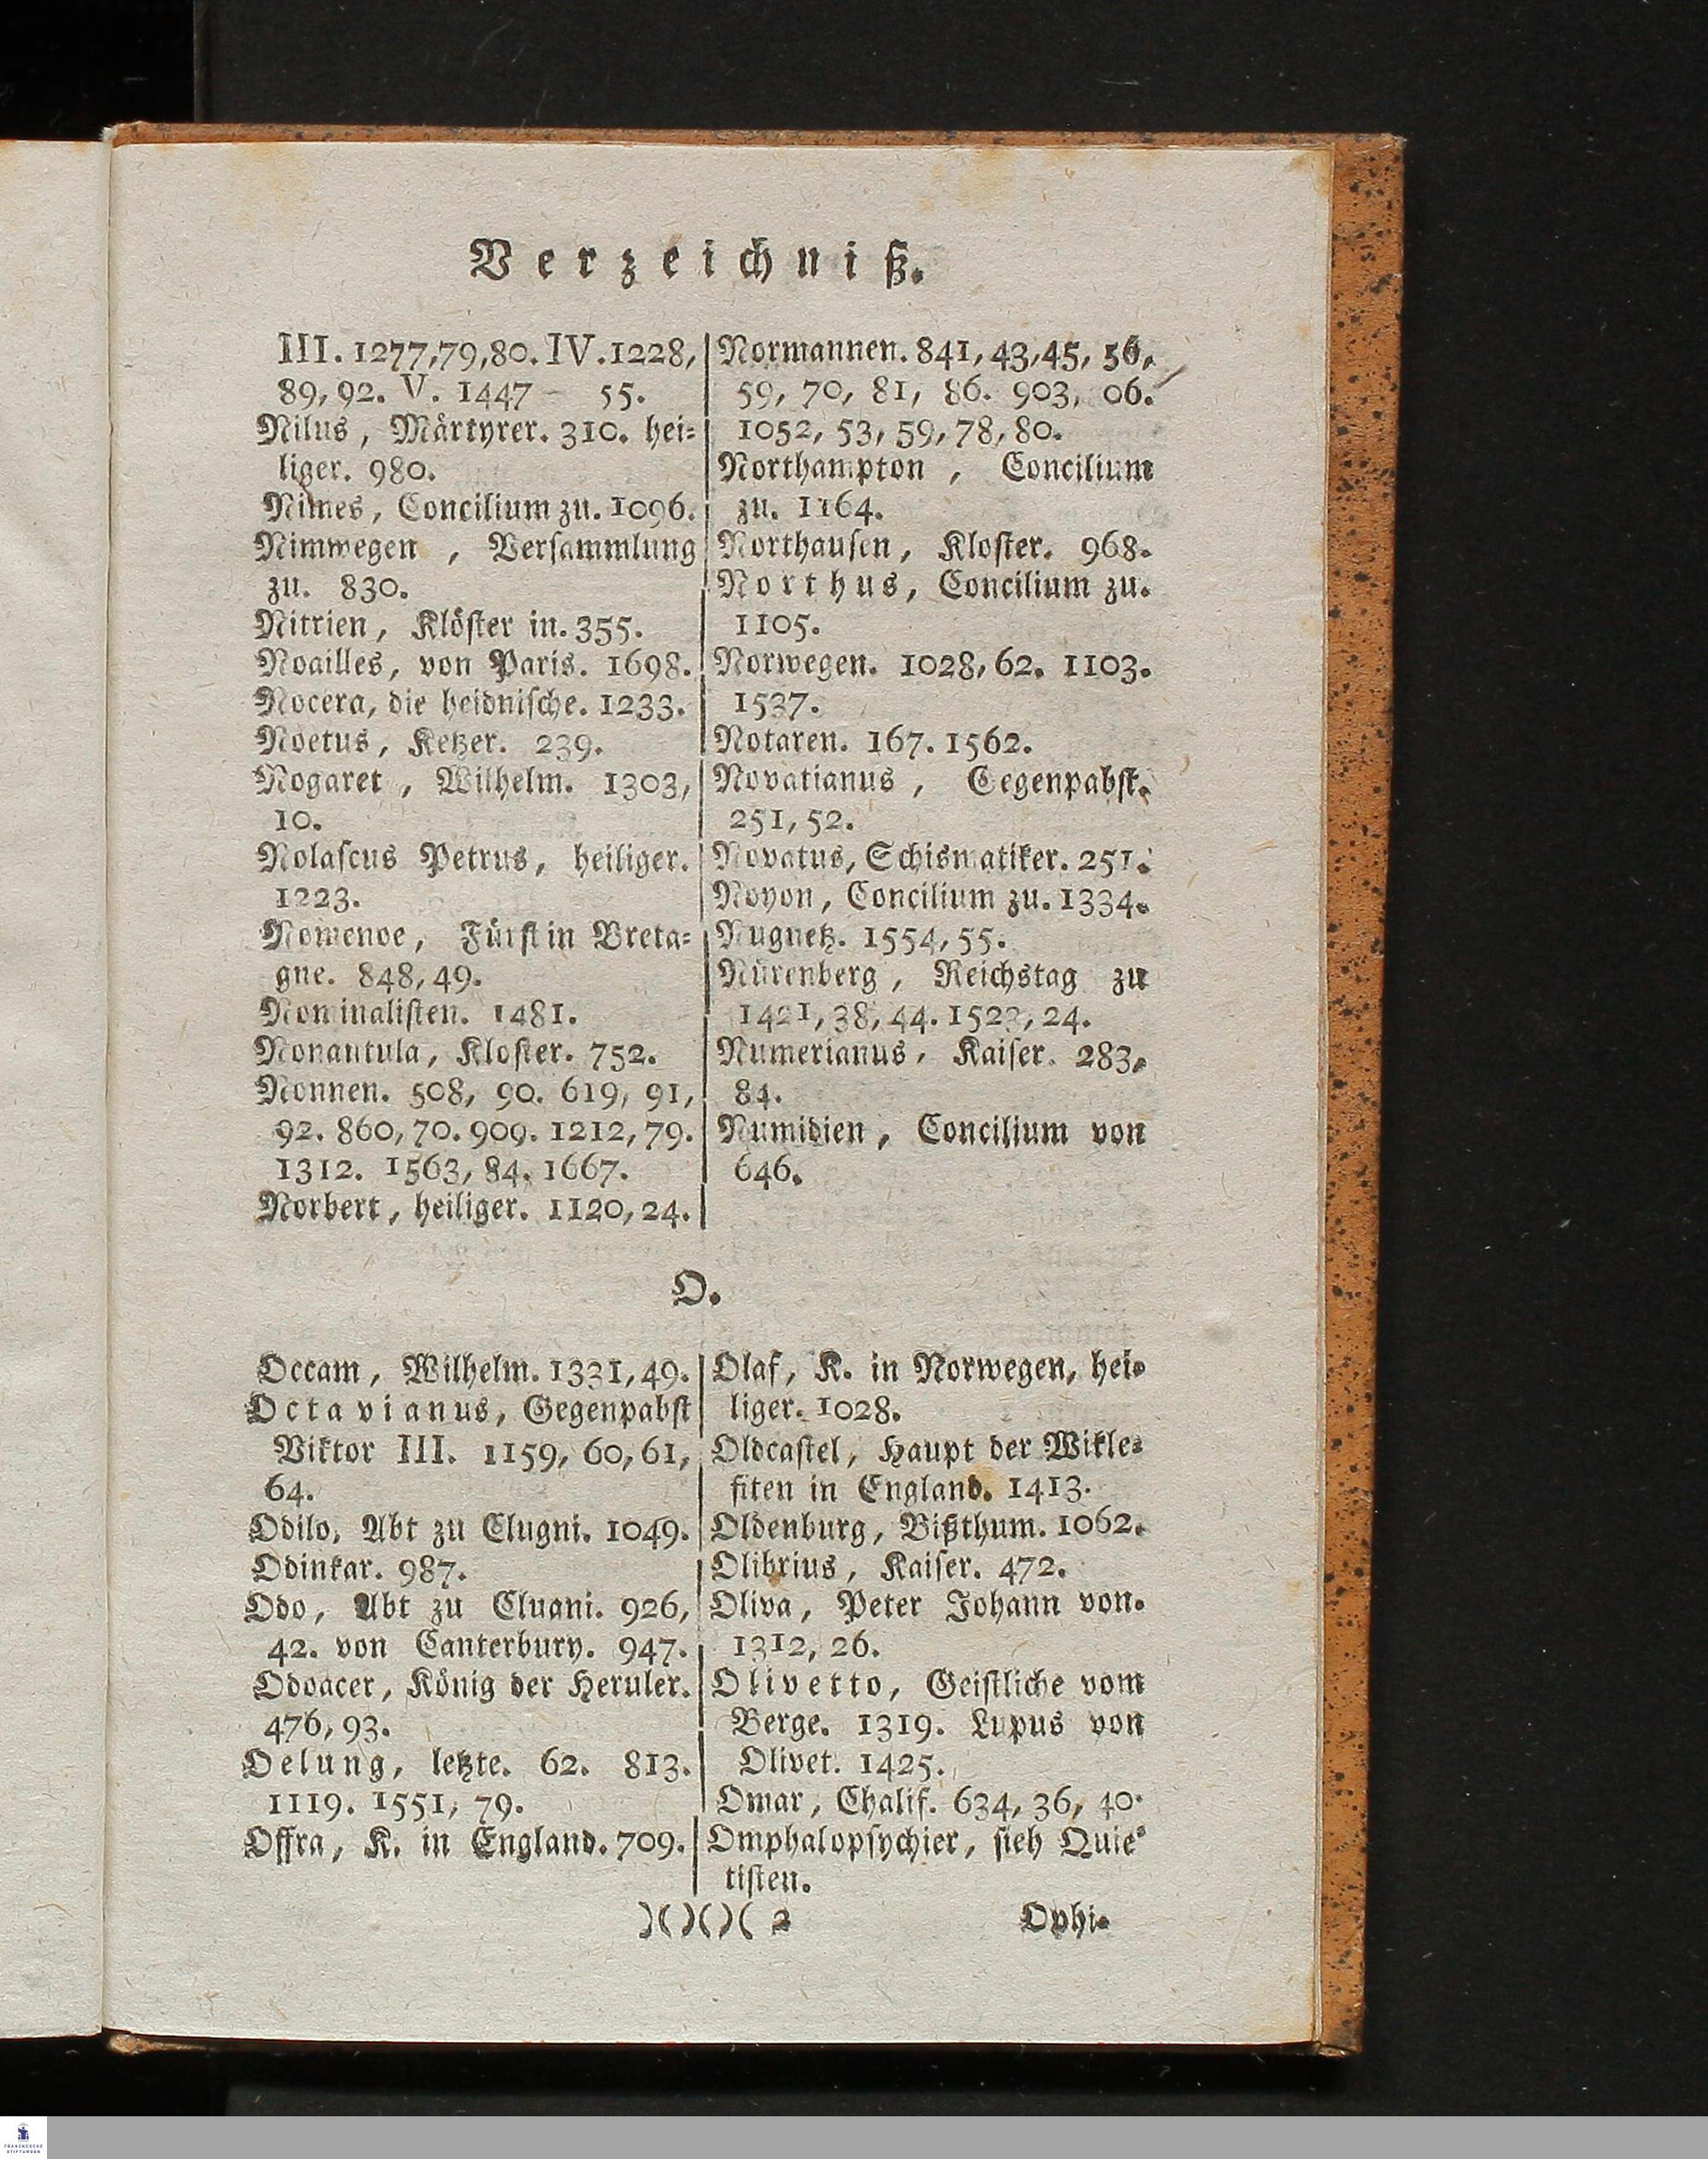 Verzeichniß.
III. 1277,79,80. IV. 1228,
89, 92. V. 1447 - 55.
Nilus, Märtyrer. 310. hei-
liger. 980.
Nimes, Concilium zu. 1096.
Nimwegen, Versammlung
zu. 830.
Nitrien, Klöster in. 355.
Noailles, von Paris. 1698.
Nocera, die heidnische. 1233.
Noetus, Ketzer. 239.
Nogaret, Wilhelm. 1303,
10.
Nolascus Petrus, heiliger.
1223.
Nomenoe, Fürst in Breta-
gne. 848, 49.
Nominalisten. 1481.
Nonantula, Kloster. 752.
Nonnen. 508, 90. 619, 91,
92. 860, 70. 909. 1212, 79.
1312. 1563, 84. 1667.
Norbert, heiliger. 1120, 24.
Normannen. 841, 43, 45, 56,
59, 70, 81, 86. 903, 06.
1052, 53, 59, 78, 80.
Northampton, Concilium
zu. 1164.
Northausen, Kloster. 968.
Northus, Concilium zu.
1105.
Norwegen. 1028, 62. 1103.
1537.
Notaren. 167. 1562.
Novatianus, Gegenpabst.
251, 52.
Novatus, Schismatiker. 251.
Noyon, Concilium zu. 1334.
Nugnetz. 1554, 55.
Nürenberg, Reichstag zu
1421, 38, 44. 1523, 24.
Numerianus, Kaiser. 283,
84.
Numidien, Concilium von
646.
O.
Occam, Wilhelm. 1331, 49.
Octavianus, Gegenpabst
Viktor III. 1159, 60, 61,
64.
Odilo, Abt zu Clugni. 1049.
Odinkar. 987.
Odo, Abt zu Cluani. 926,
42. von Canterbury. 947.
Odoacer, König der Heruler.
476, 93.
Oelung, letzte. 62. 813.
1119. 1551, 79.
Offra, K. in England. 709.
Olaf, K. in Norwegen, hei-
liger. 1028.
Oldcastel, Haupt der Wikle-
fiten in England. 1413.
Oldenburg, Bißthum. 1062.
Olibrius, Kaiser. 472.
Oliva, Peter Johann von.
1312, 26.
Olivetto, Geistliche vom
Berge. 1319. Lupus von
Olivet. 1425.
Omar, Chalif. 634, 36, 40.
Omphalopsychier, sieh Quie-
tisten.
)()()( 2
Ophi-
FRANCKESCHE
STIFTUNGEN